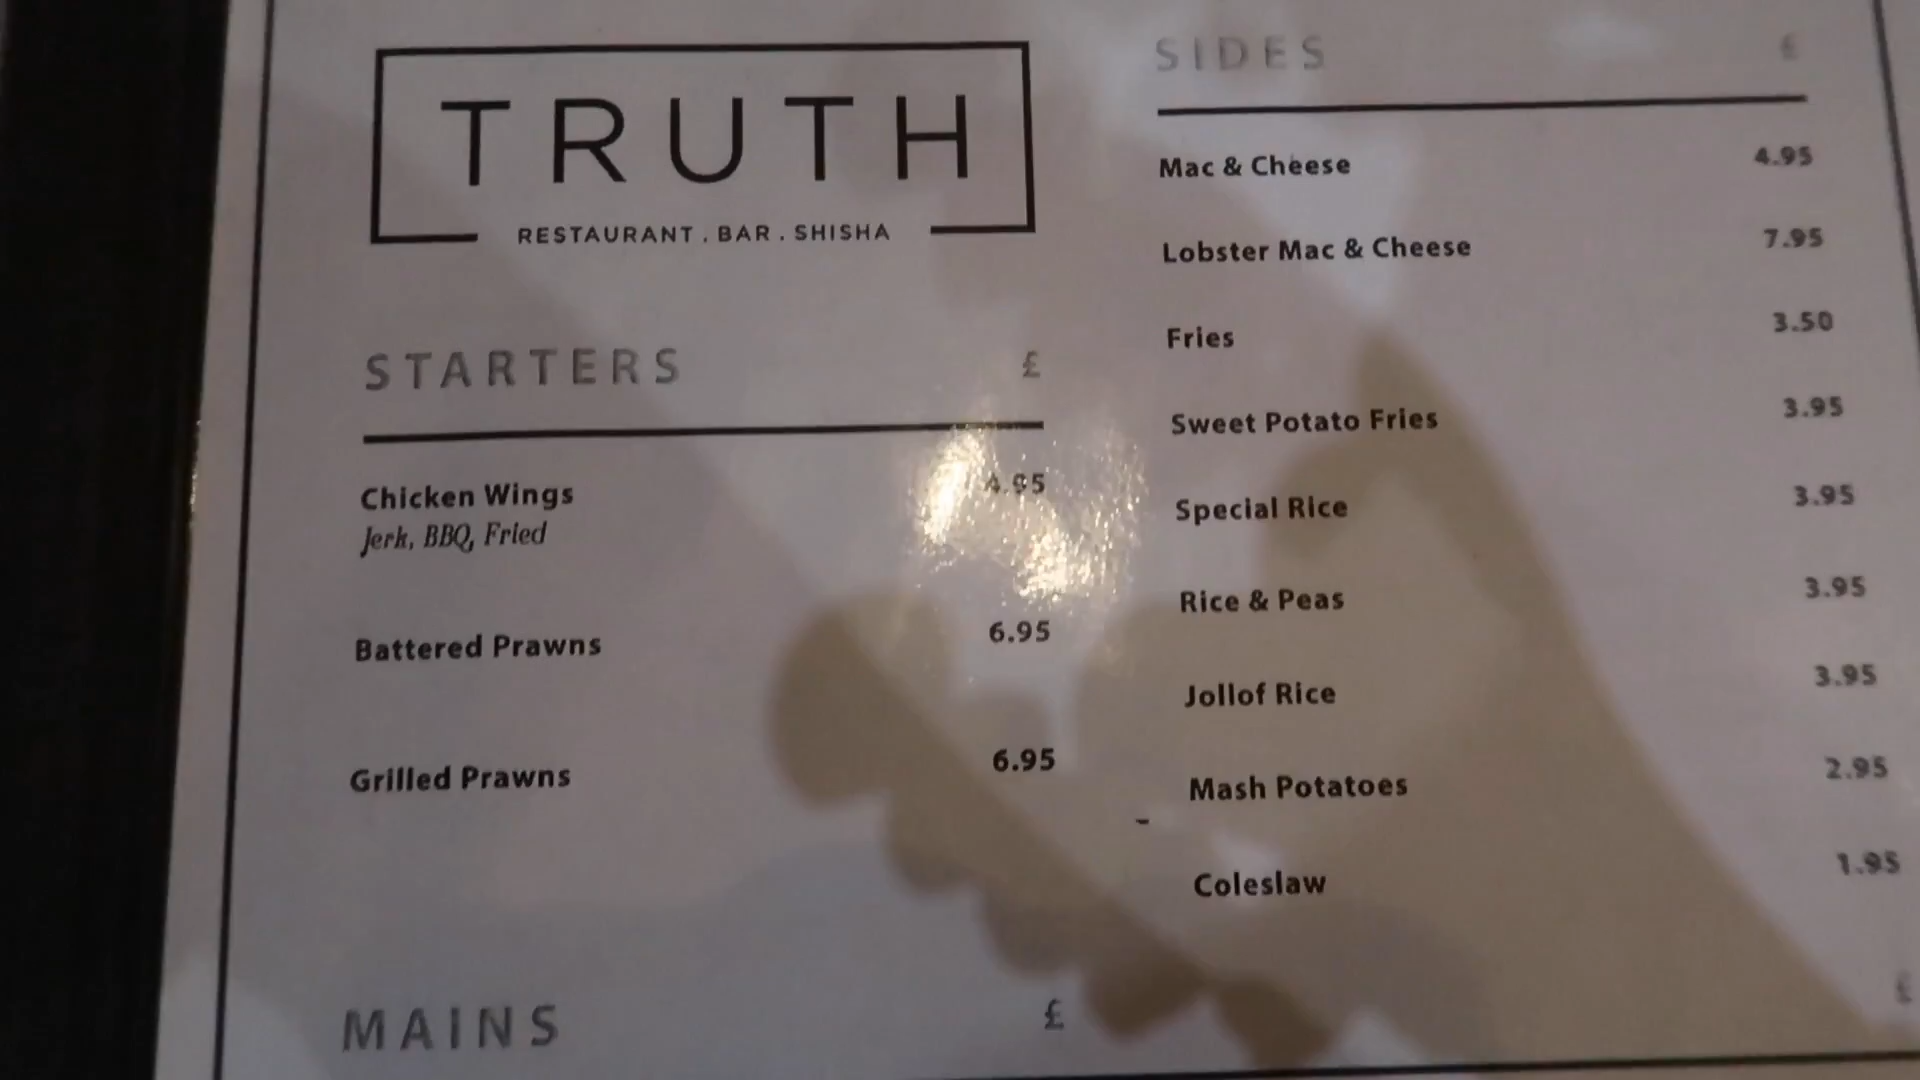 TRUTH
RESTAURANT . BAR . SHISHA
STARTERS £
Chicken Wings 4.95
Jerk, BBQ, Fried
Battered Prawns 6.95
Grilled Prawns 6.95
MAINS £
SIDES £
Mac & Cheese 4.95
Lobster Mac & Cheese 7.95
Fries 3.50
Sweet Potato Fries 3.95
Special Rice 3.95
Rice & Peas 3.95
Jollof Rice 3.95
Mash Potatoes 2.95
Coleslaw 1.95
£